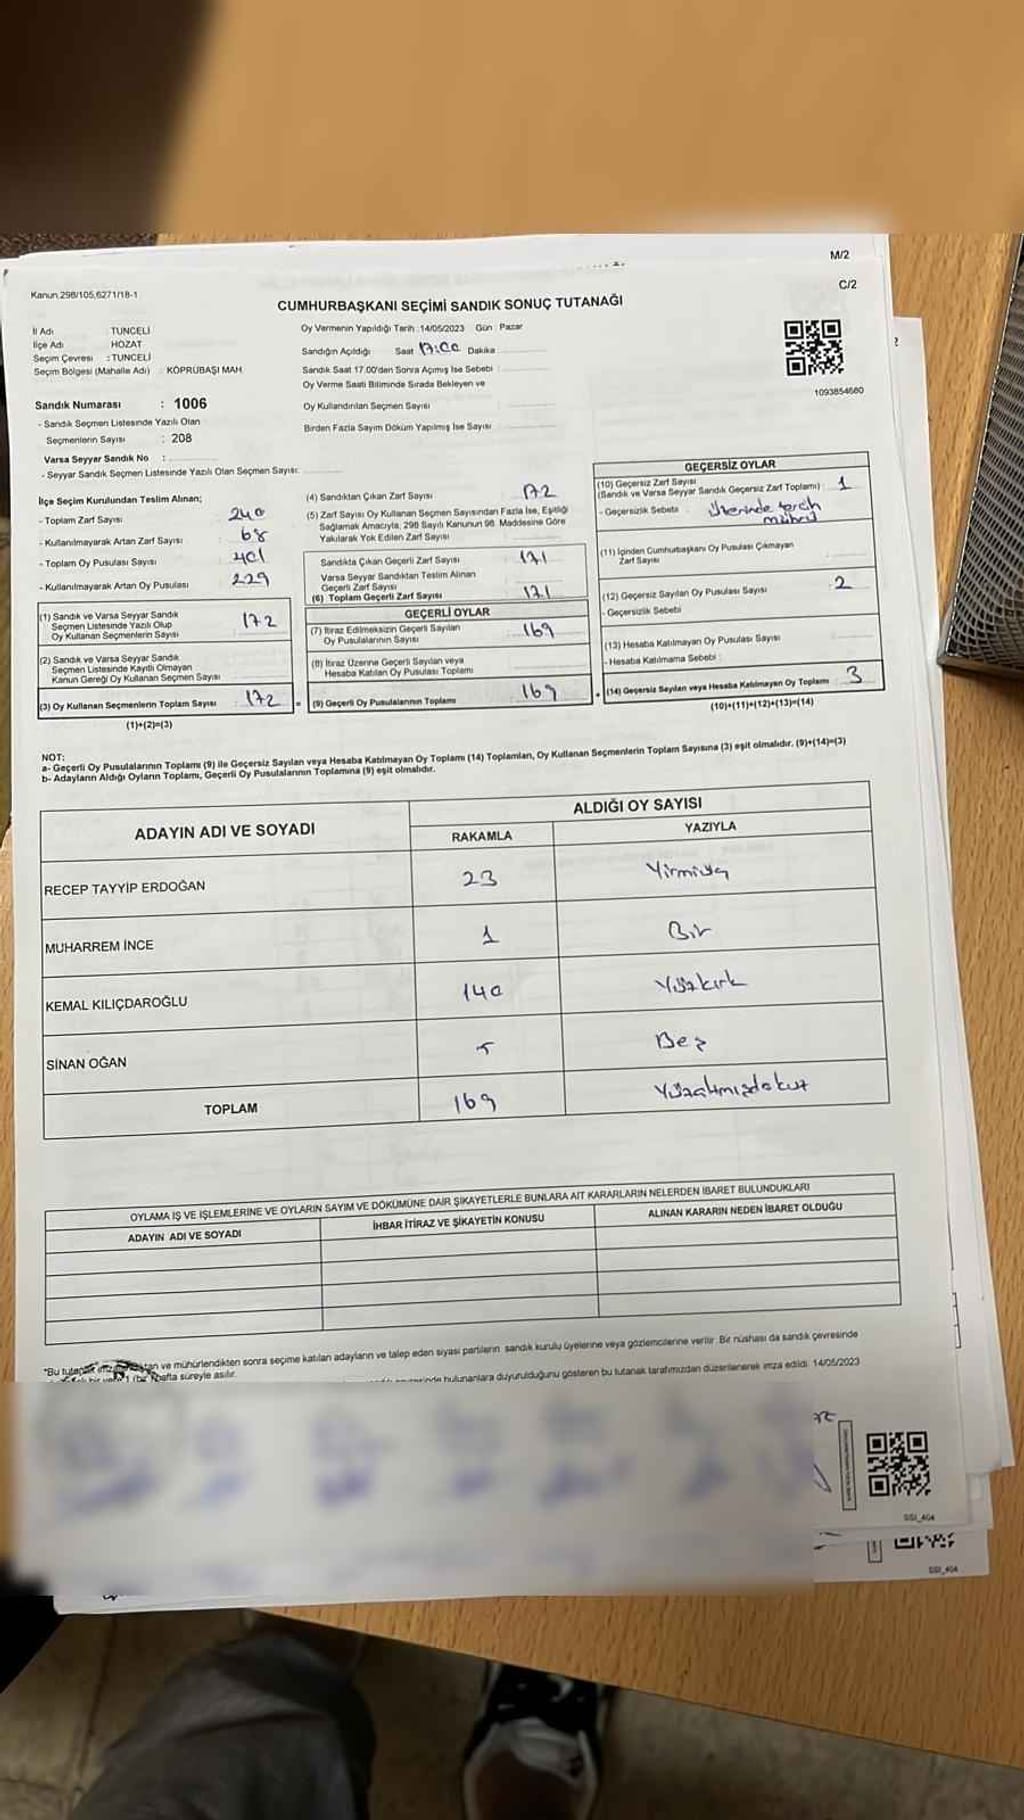 M/2
C/2
Kanun 298/105,6271/18-1
CUMHURBAŞKANI SEÇİMİ SANDIK SONUÇ TUTANAĞI
İl Adı TUNCELİ
İlçe Adı HOZAT
Seçim Çevresi : TUNCELİ
Seçim Bölgesi (Mahalle Adı) : KÖPRÜBAŞI MAH.
Sandık Numarası : 1006
- Sandık Seçmen Listesinde Yazılı Olan
Seçmenlerin Sayısı : 208
Varsa Seyyar Sandık No :
- Seyyar Sandık Seçmen Listesinde Yazılı Olan Seçmen Sayısı:
Oy Vermenin Yapıldığı Tarih : 14/05/2023 Gün : Pazar
Sandığın Açıldığı Saat 17:00 Dakika
Sandık Saat 17.00'den Sonra Açmış İse Sebebi :
Oy Verme Saati Bitiminde Sırada Bekleyen ve
Oy Kullandırılan Seçmen Sayısı
Birden Fazla Sayım Döküm Yapılmış İse Sayısı
1093854680
İlçe Seçim Kurulundan Teslim Alınan;
- Toplam Zarf Sayısı 240
- Kullanılmayarak Artan Zarf Sayısı : 68
- Toplam Oy Pusulası Sayısı : 401
- Kullanılmayarak Artan Oy Pusulası : 229
(1) Sandık ve Varsa Seyyar Sandık
Seçmen Listesinde Yazılı Olup
Oy Kullanan Seçmenlerin Sayısı 172
(2) Sandık ve Varsa Seyyar Sandık
Seçmen Listesinde Kayıtlı Olmayan
Kanun Gereği Oy Kullanan Seçmen Sayısı
(3) Oy Kullanan Seçmenlerin Toplam Sayısı 172
(1)+(2)=(3)
(4) Sandıktan Çıkan Zarf Sayısı 172
(5) Zarf Sayısı Oy Kullanan Seçmen Sayısından Fazla İse, Eşitliği
Sağlamak Amacıyla, 298 Sayılı Kanunun 98. Maddesine Göre
Yakılarak Yok Edilen Zarf Sayısı
Sandıkta Çıkan Geçerli Zarf Sayısı 171
Varsa Seyyar Sandıktan Teslim Alınan
Geçerli Zarf Sayısı
(6) Toplam Geçerli Zarf Sayısı 171
GEÇERLİ OYLAR
(7) İtiraz Edilmeksizin Geçerli Sayılan
Oy Pusulalarının Sayısı : 169
(8) İtiraz Üzerine Geçerli Sayılan veya
Hesaba Katılan Oy Pusulası Toplamı
= (9) Geçerli Oy Pusulalarının Toplamı 169
GEÇERSİZ OYLAR
(10) Geçersiz Zarf Sayısı
(Sandık ve Varsa Seyyar Sandık Geçersiz Zarf Toplamı) : 1
- Geçersizlik Sebebi : Üzerinde tercih
mührü
(11) İçinden Cumhurbaşkanı Oy Pusulası Çıkmayan
Zarf Sayısı
(12) Geçersiz Sayılan Oy Pusulası Sayısı : 2
- Geçersizlik Sebebi
(13) Hesaba Katılmayan Oy Pusulası Sayısı
- Hesaba Katılmama Sebebi :
+ (14) Geçersiz Sayılan veya Hesaba Katılmayan Oy Toplamı 3
(10)+(11)+(12)+(13)=(14)
NOT:
a- Geçerli Oy Pusulalarının Toplamı (9) ile Geçersiz Sayılan veya Hesaba Katılmayan Oy Toplamı (14) Toplamları, Oy Kullanan Seçmenlerin Toplam Sayısına (3) eşit olmalıdır. (9)+(14)=(3)
b- Adayların Aldığı Oyların Toplamı, Geçerli Oy Pusulalarının Toplamına (9) eşit olmalıdır.
ADAYIN ADI VE SOYADI
ALDIĞI OY SAYISI
RAKAMLA YAZIYLA
RECEP TAYYİP ERDOĞAN 23 Yirmiüç
MUHARREM İNCE 1 Bir
KEMAL KILIÇDAROĞLU 140 Yüzkırk
SİNAN OĞAN 5 Beş
TOPLAM 169 Yüzaltmışdokuz
OYLAMA İŞ VE İŞLEMLERİNE VE OYLARIN SAYIM VE DÖKÜMÜNE DAİR ŞİKAYETLERLE BUNLARA AİT KARARLARIN NELERDEN İBARET BULUNDUKLARI
ADAYIN ADI VE SOYADI İHBAR İTİRAZ VE ŞİKAYETİN KONUSU ALINAN KARARIN NEDEN İBARET OLDUĞU
ve mühürlendikten sonra seçime katılan adayların ve talep eden siyasi partilerin sandık kurulu üyelerine veya gözlemcilerine verilir. Bir nüshası da sandık çevresinde
hafta süreyle asılır.
bulunanlara duyurulduğunu gösteren bu tutanak tarafımızdan düzenlenerek imza edildi. 14/05/2023
SSI_404
SSI_404